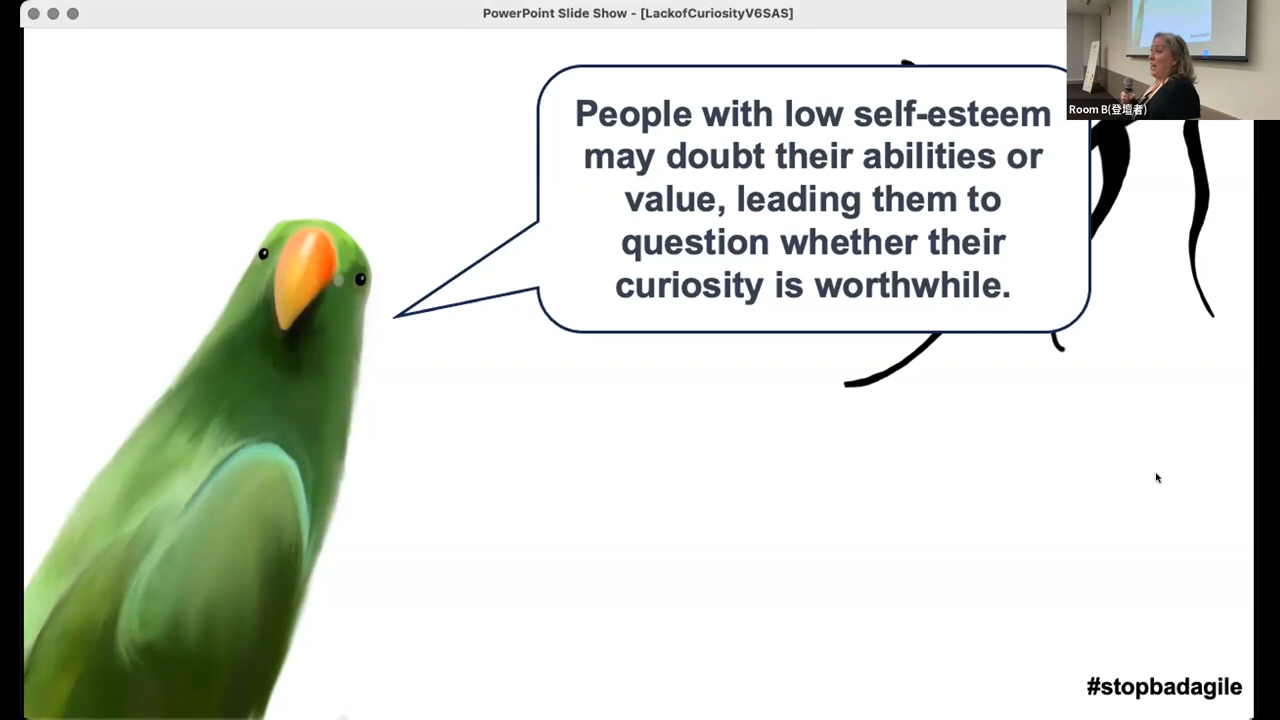 PowerPoint Slide Show - [LackofCuriosityV6SAS]
Room B(登壇者)
People with low self-esteem
may doubt their abilities or
value, leading them to
question whether their
curiosity is worthwhile.
#stopbadagile